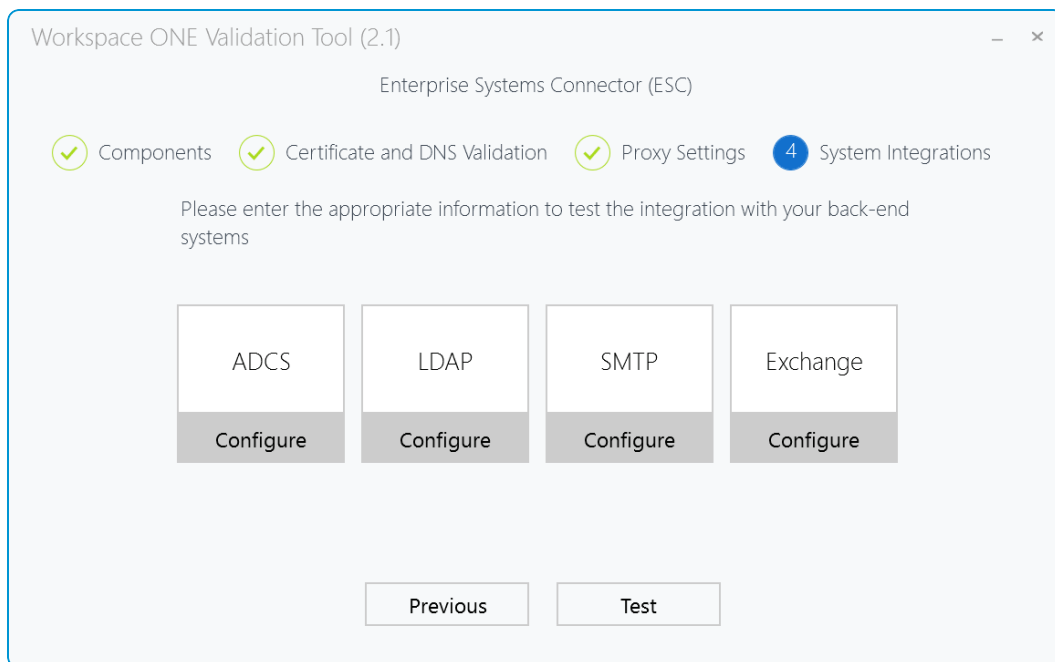 Workspace ONE Validation Tool (2.1)
Enterprise Systems Connector (ESC)
Components Certificate and DNS Validation Proxy Settings 4 System Integrations
Please enter the appropriate information to test the integration with your back-end
systems
ADCS LDAP SMTP Exchange
Configure Configure Configure Configure
Previous Test